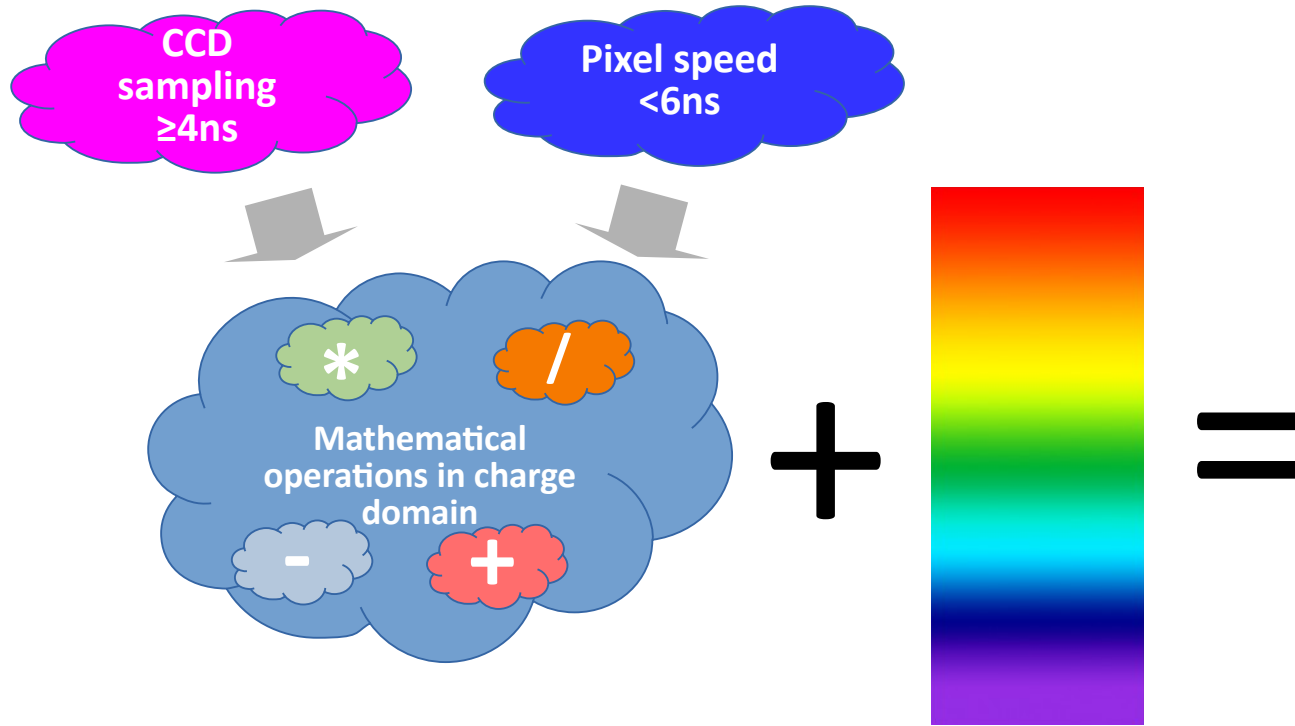 CCD
sampling
≥4ns
Pixel speed
<6ns
*
/
Mathematical
operations in charge
domain
-
+
+
=